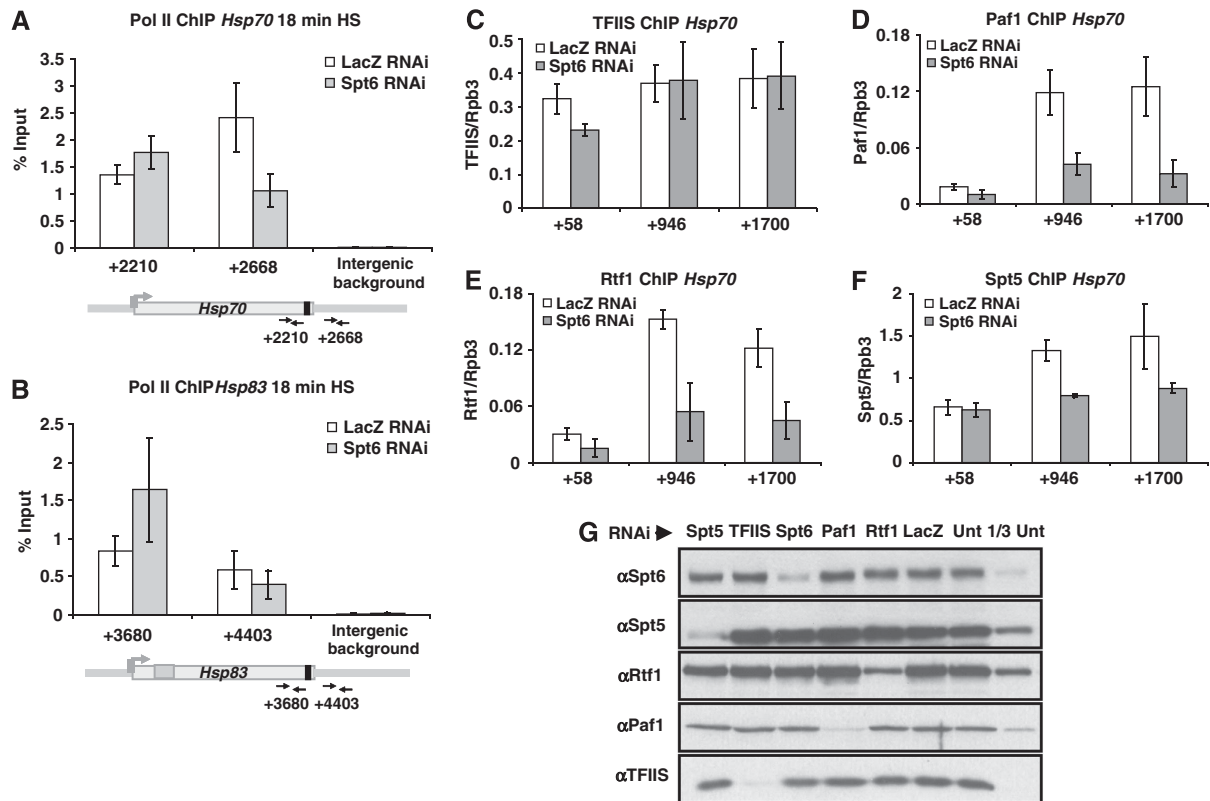 A
Pol II ChIP Hsp70 18 min HS
LacZ RNAi
Spt6 RNAi
% Input
3.5
3
2.5
2
1.5
1
0.5
0
+2210
+2668
Intergenic
background
Hsp70
+2210
+2668
B
Pol II ChIP Hsp83 18 min HS
LacZ RNAi
Spt6 RNAi
% Input
2.5
2
1.5
1
0.5
0
+3680
+4403
Intergenic
background
Hsp83
+3680
+4403
C
TFIIS ChIP Hsp70
LacZ RNAi
Spt6 RNAi
TFIIS/Rpb3
0.5
0.4
0.3
0.2
0.1
0
+58
+946
+1700
D
Paf1 ChIP Hsp70
LacZ RNAi
Spt6 RNAi
Paf1/Rpb3
0.18
0.12
0.06
0
+58
+946
+1700
E
Rtf1 ChIP Hsp70
LacZ RNAi
Spt6 RNAi
Rtf1/Rpb3
0.18
0.12
0.06
0
+58
+946
+1700
F
Spt5 ChIP Hsp70
LacZ RNAi
Spt6 RNAi
Spt5/Rpb3
2
1.5
1
0.5
0
+58
+946
+1700
G
RNAi Spt5 TFIIS Spt6 Paf1 Rtf1 LacZ Unt 1/3 Unt
αSpt6
αSpt5
αRtf1
αPaf1
αTFIIS